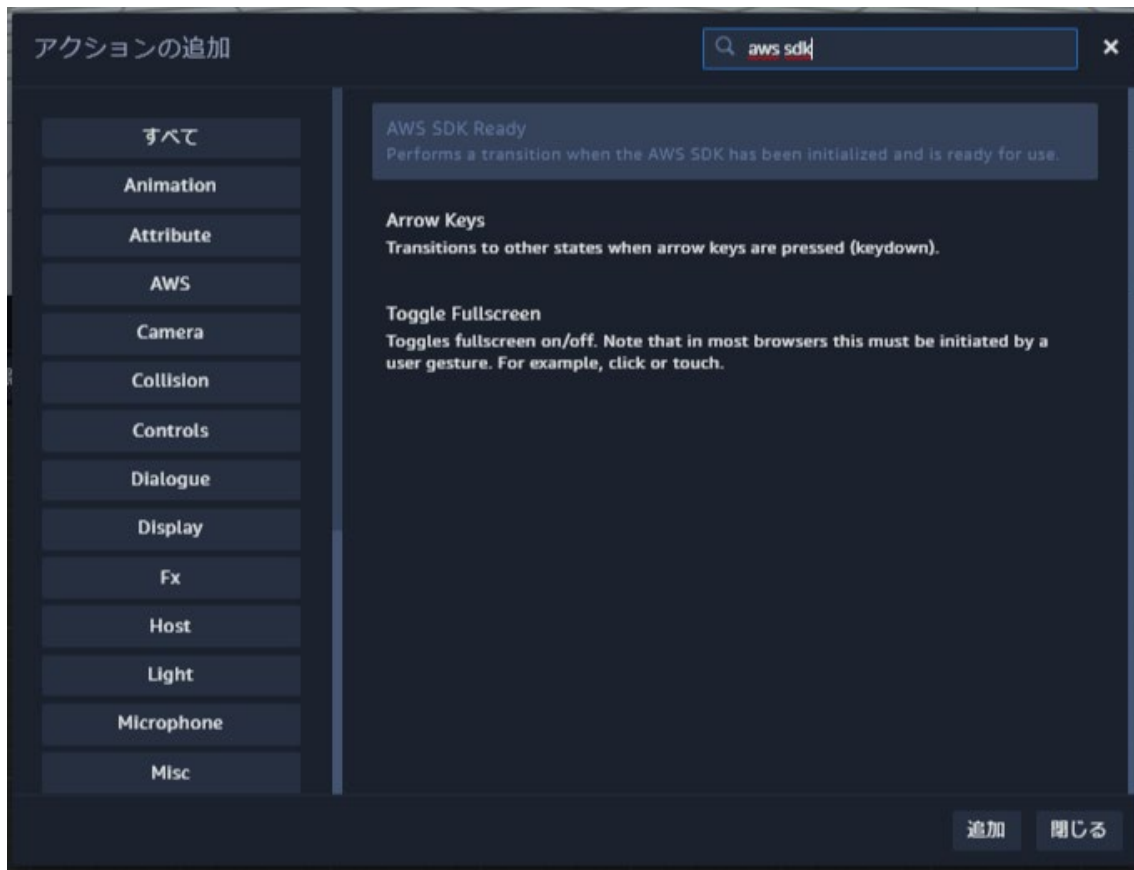 アクションの追加
aws sdk
すべて
Animation
Attribute
AWS
Camera
Collision
Controls
Dialogue
Display
Fx
Host
Light
Microphone
Misc
AWS SDK Ready
Performs a transition when the AWS SDK has been initialized and is ready for use.
Arrow Keys
Transitions to other states when arrow keys are pressed (keydown).
Toggle Fullscreen
Toggles fullscreen on/off. Note that in most browsers this must be initiated by a
user gesture. For example, click or touch.
追加
閉じる